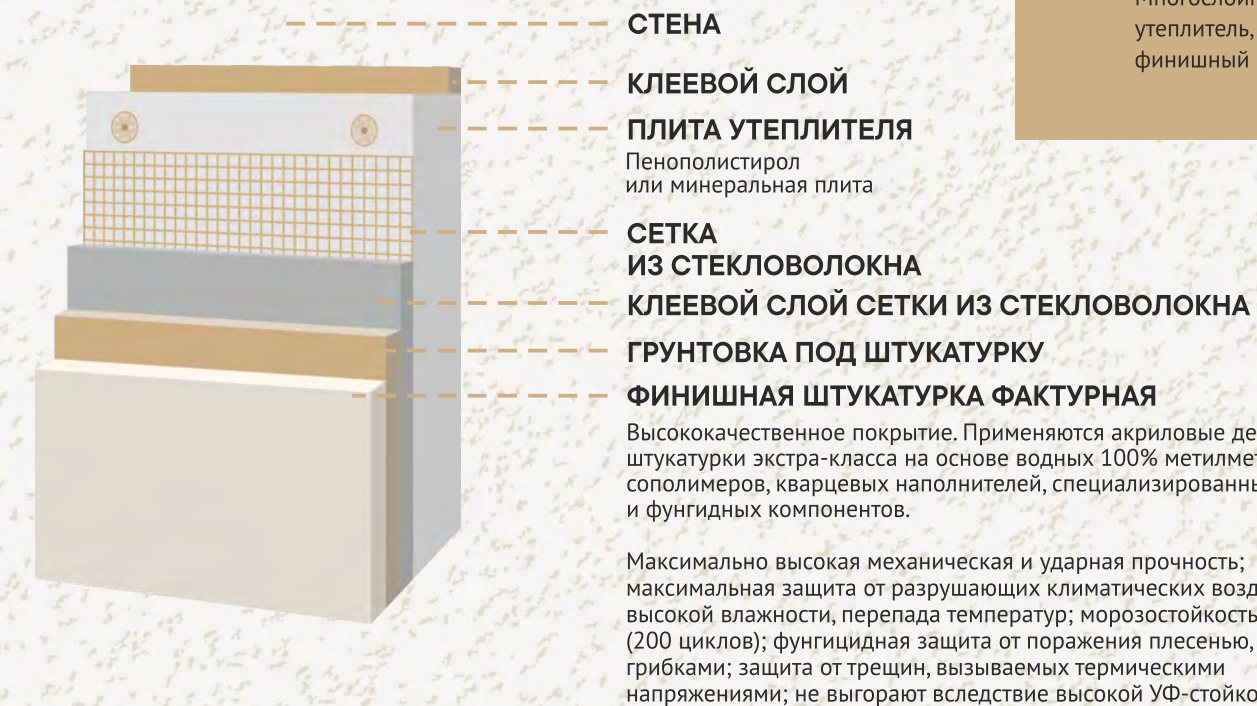 СТЕНА
утеплитель,
финишный
КЛЕЕВОЙ СЛОЙ
ПЛИТА УТЕПЛИТЕЛЯ
Пенополистирол
или минеральная плита
СЕТКА
ИЗ СТЕКЛОВОЛОКНА
КЛЕЕВОЙ СЛОЙ СЕТКИ ИЗ СТЕКЛОВОЛОКНА
ГРУНТОВКА ПОД ШТУКАТУРКУ
ФИНИШНАЯ ШТУКАТУРКА ФАКТУРНАЯ
Высококачественное покрытие. Применяются акриловые
штукатурки экстра-класса на основе водных 100%
сополимеров, кварцевых наполнителей,
и фунгидных компонентов.
Максимально высокая механическая и ударная прочность;
максимальная защита от разрушающих климатических
высокой влажности, перепада температур; морозостойкость
(200 циклов); фунгицидная защита от поражения плесенью,
грибками; защита от трещин, вызываемых термическими
напряжениями; не выгорают вследствие высокой